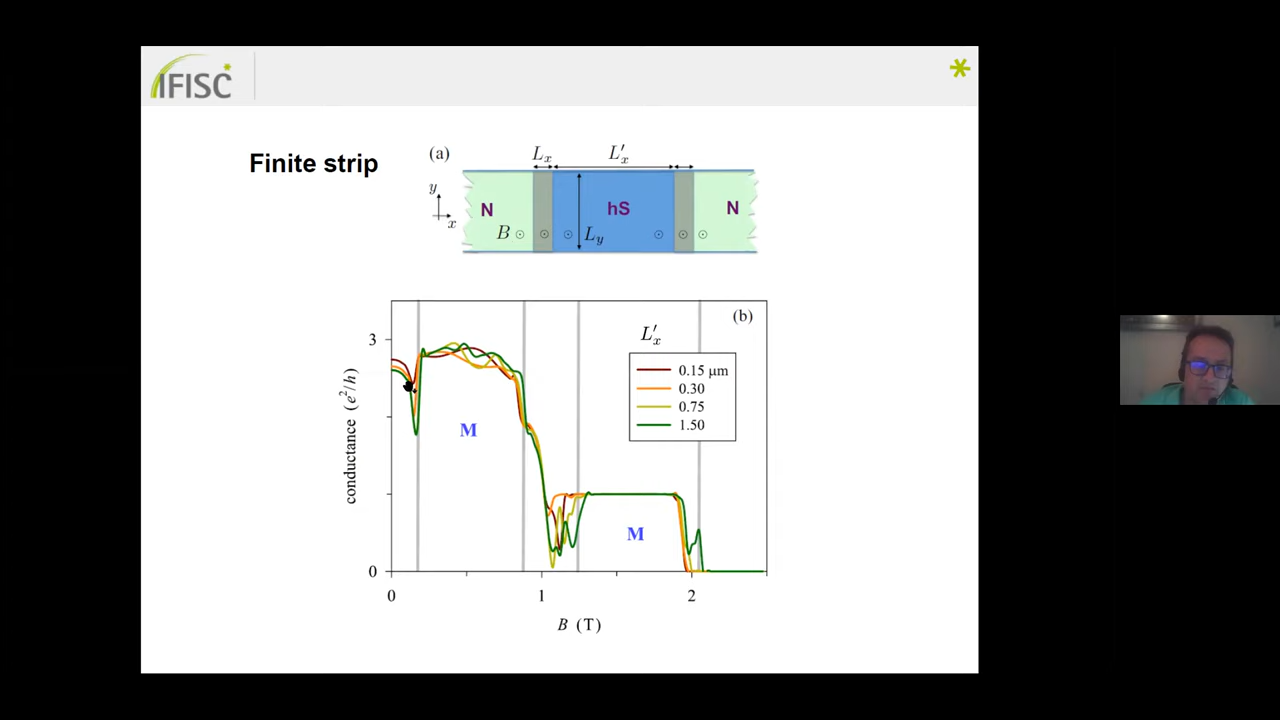 IFISC
Finite strip
(a)
Lx
L′x
y
x
N
hS
N
B
Ly
(b)
L′x
0.15 μm
0.30
0.75
1.50
M
M
3
0
conductance (e²/h)
0
1
2
B (T)